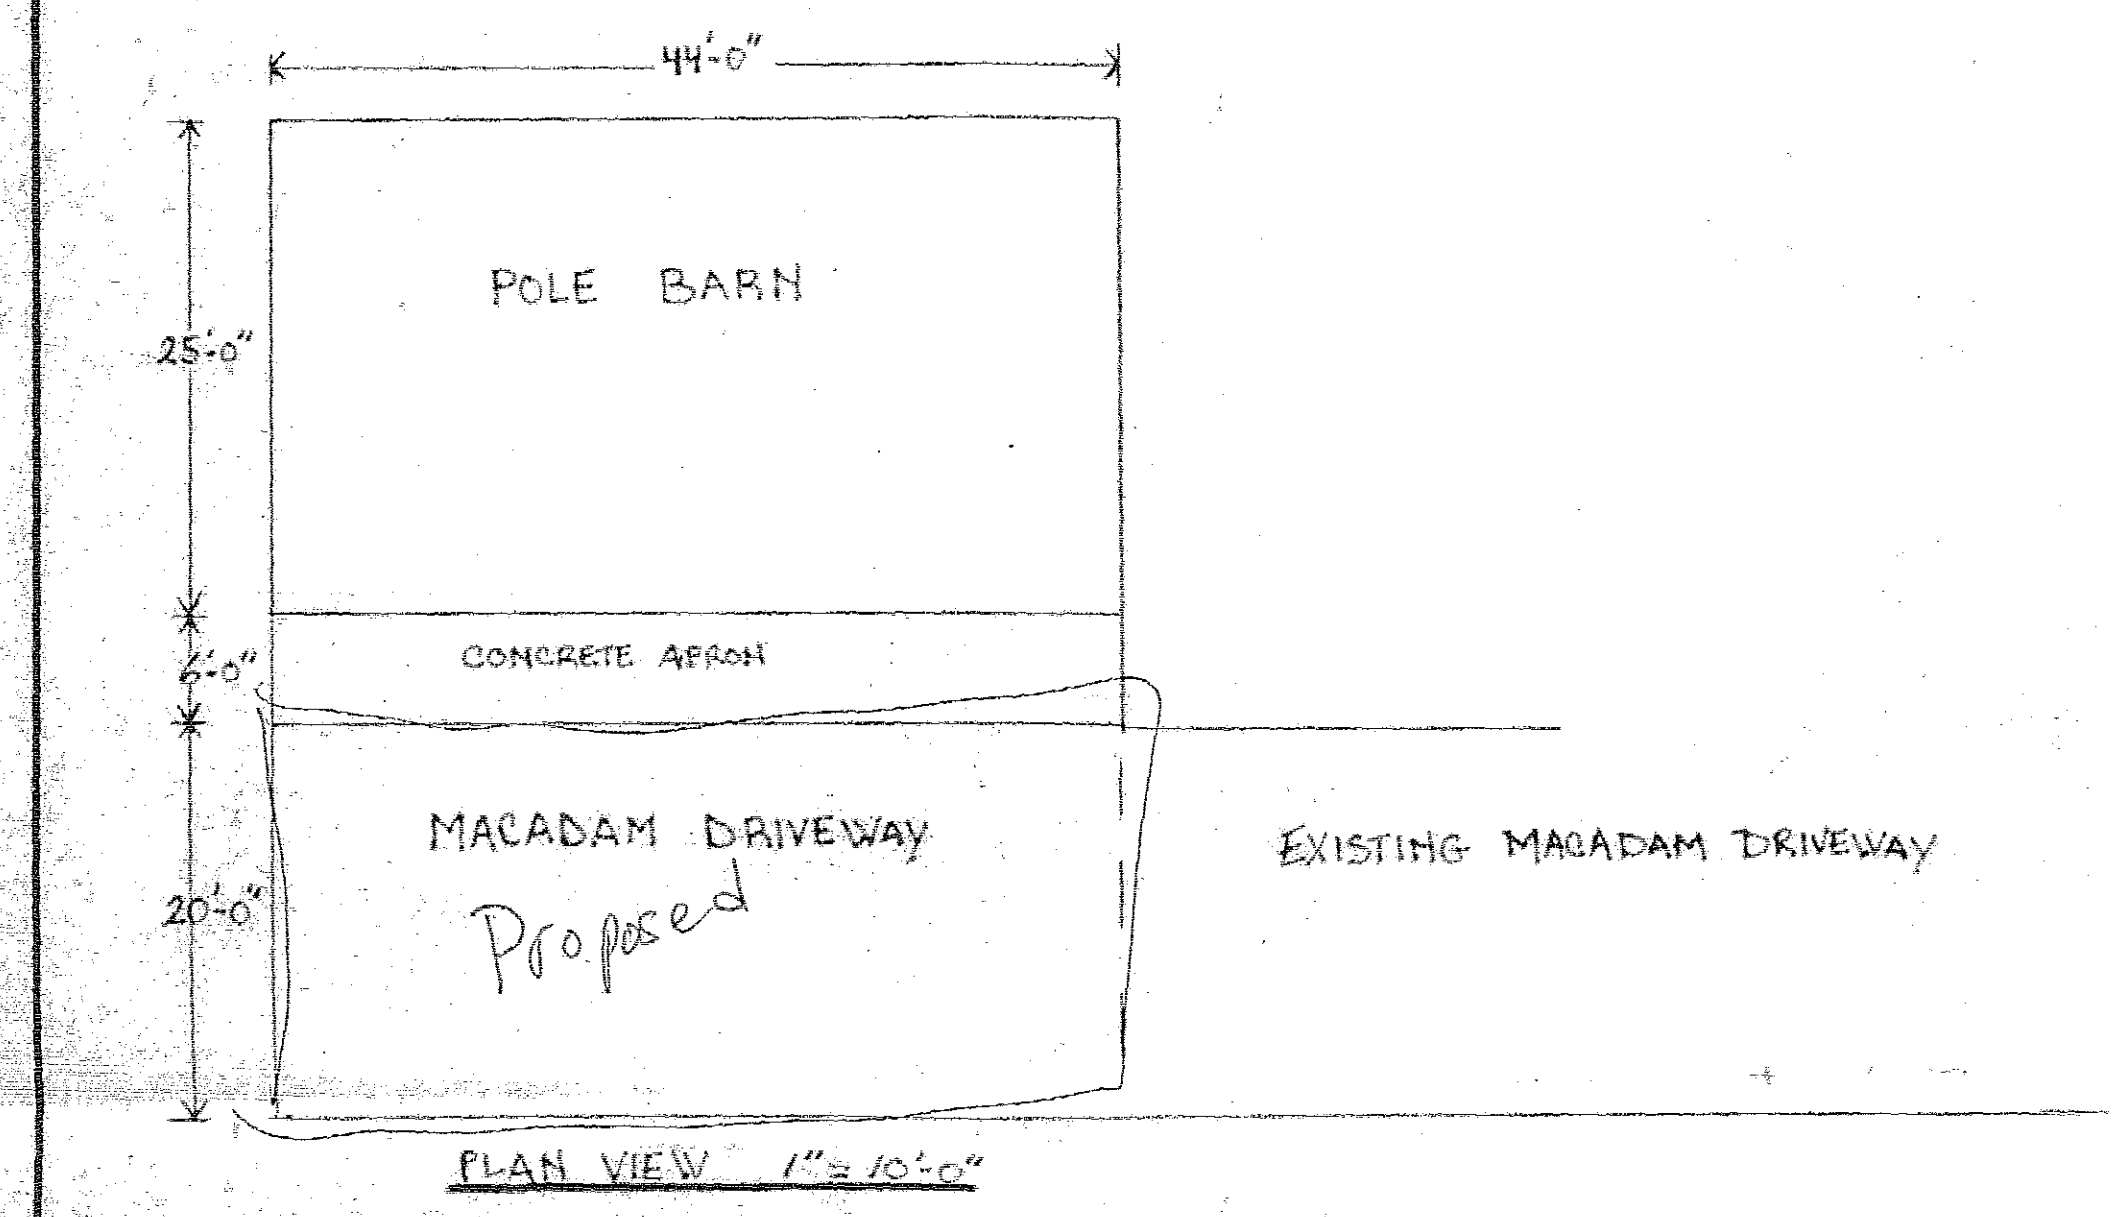 44'-0"
POLE BARN
25'-0"
CONCRETE APRON
6'-0"
MACADAM DRIVEWAY
EXISTING MACADAM DRIVEWAY
20'-0"
Proposed
PLAN VIEW 1" = 10'-0"